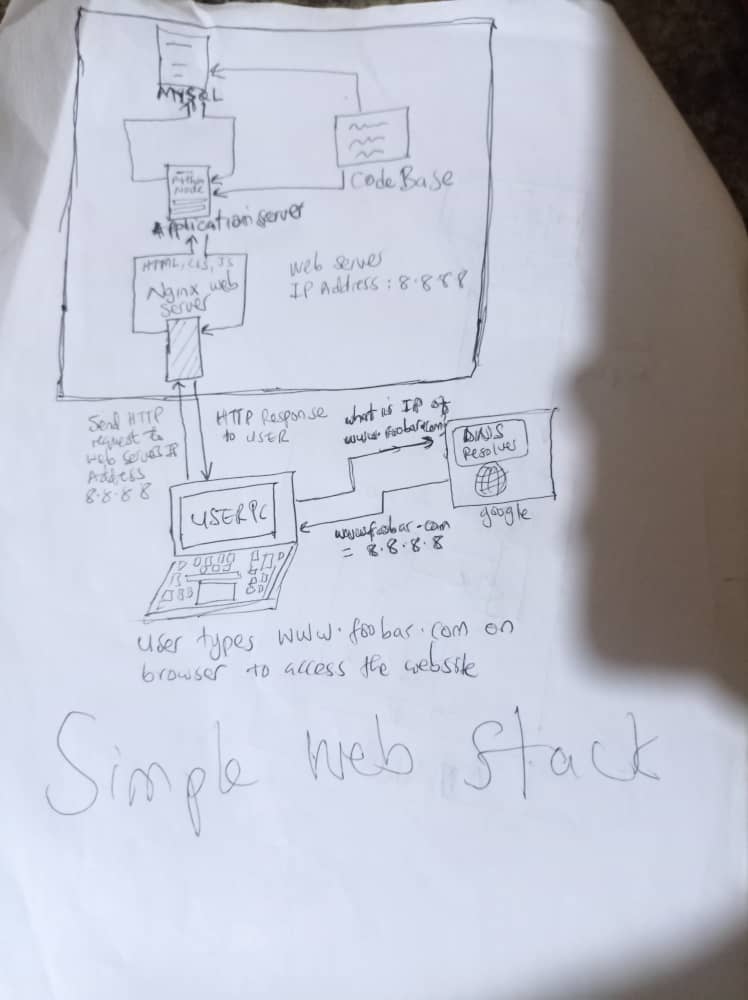 MYSQL
Python
Node
Application server
CodeBase
HTML, CSS, JS
Nginx web
server
web server
IP Address : 8.8.8.8
Send HTTP
request to
web server IP
Address
8.8.8.8
HTTP Response
to USER
what is IP of
www.foobar.com
DNS
Resolver
google
www.foobar.com
= 8.8.8.8
USER PC
user types www.foobar.com on
browser to access the website
Simple web stack